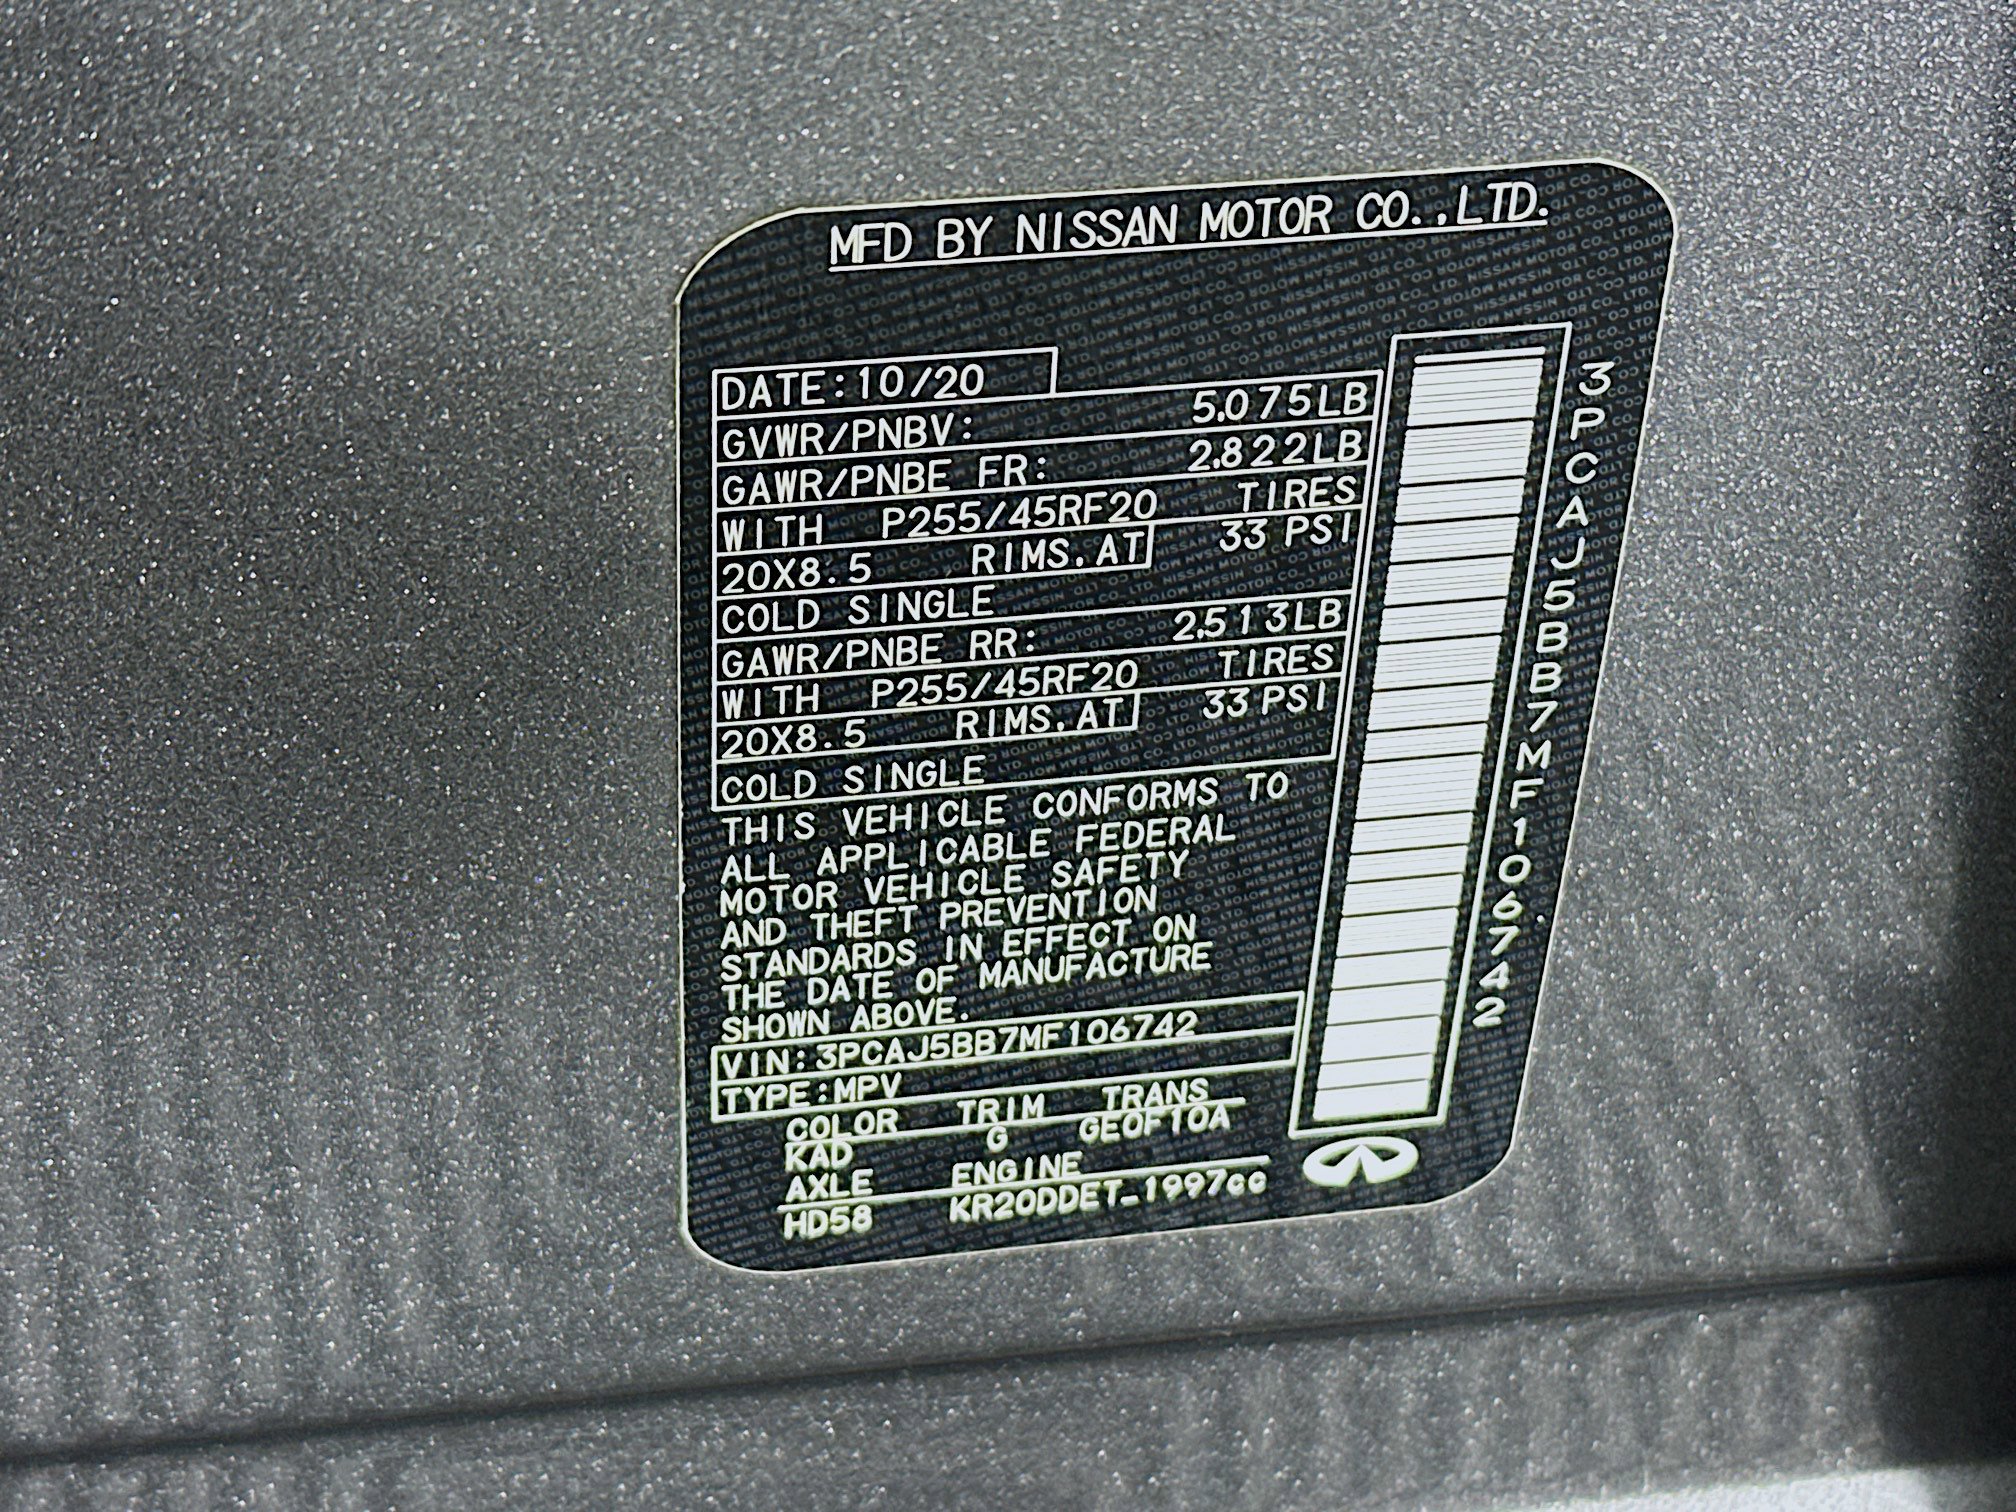 MFD BY NISSAN MOTOR CO.,LTD.
DATE:10/20
GVWR/PNBV: 5,075LB
GAWR/PNBE FR: 2,822LB
WITH P255/45RF20 TIRES
20X8.5 RIMS.AT 33 PSI
COLD SINGLE
GAWR/PNBE RR: 2,513LB
WITH P255/45RF20 TIRES
20X8.5 RIMS.AT 33 PSI
COLD SINGLE
THIS VEHICLE CONFORMS TO
ALL APPLICABLE FEDERAL
MOTOR VEHICLE SAFETY
AND THEFT PREVENTION
STANDARDS IN EFFECT ON
THE DATE OF MANUFACTURE
SHOWN ABOVE.
VIN:3PCAJ5BB7MF106742
TYPE:MPV
COLOR TRIM TRANS
KAD G GE0F10A
AXLE ENGINE
HD58 KR20DDET_1997cc
3PCAJ5BB7MF106742